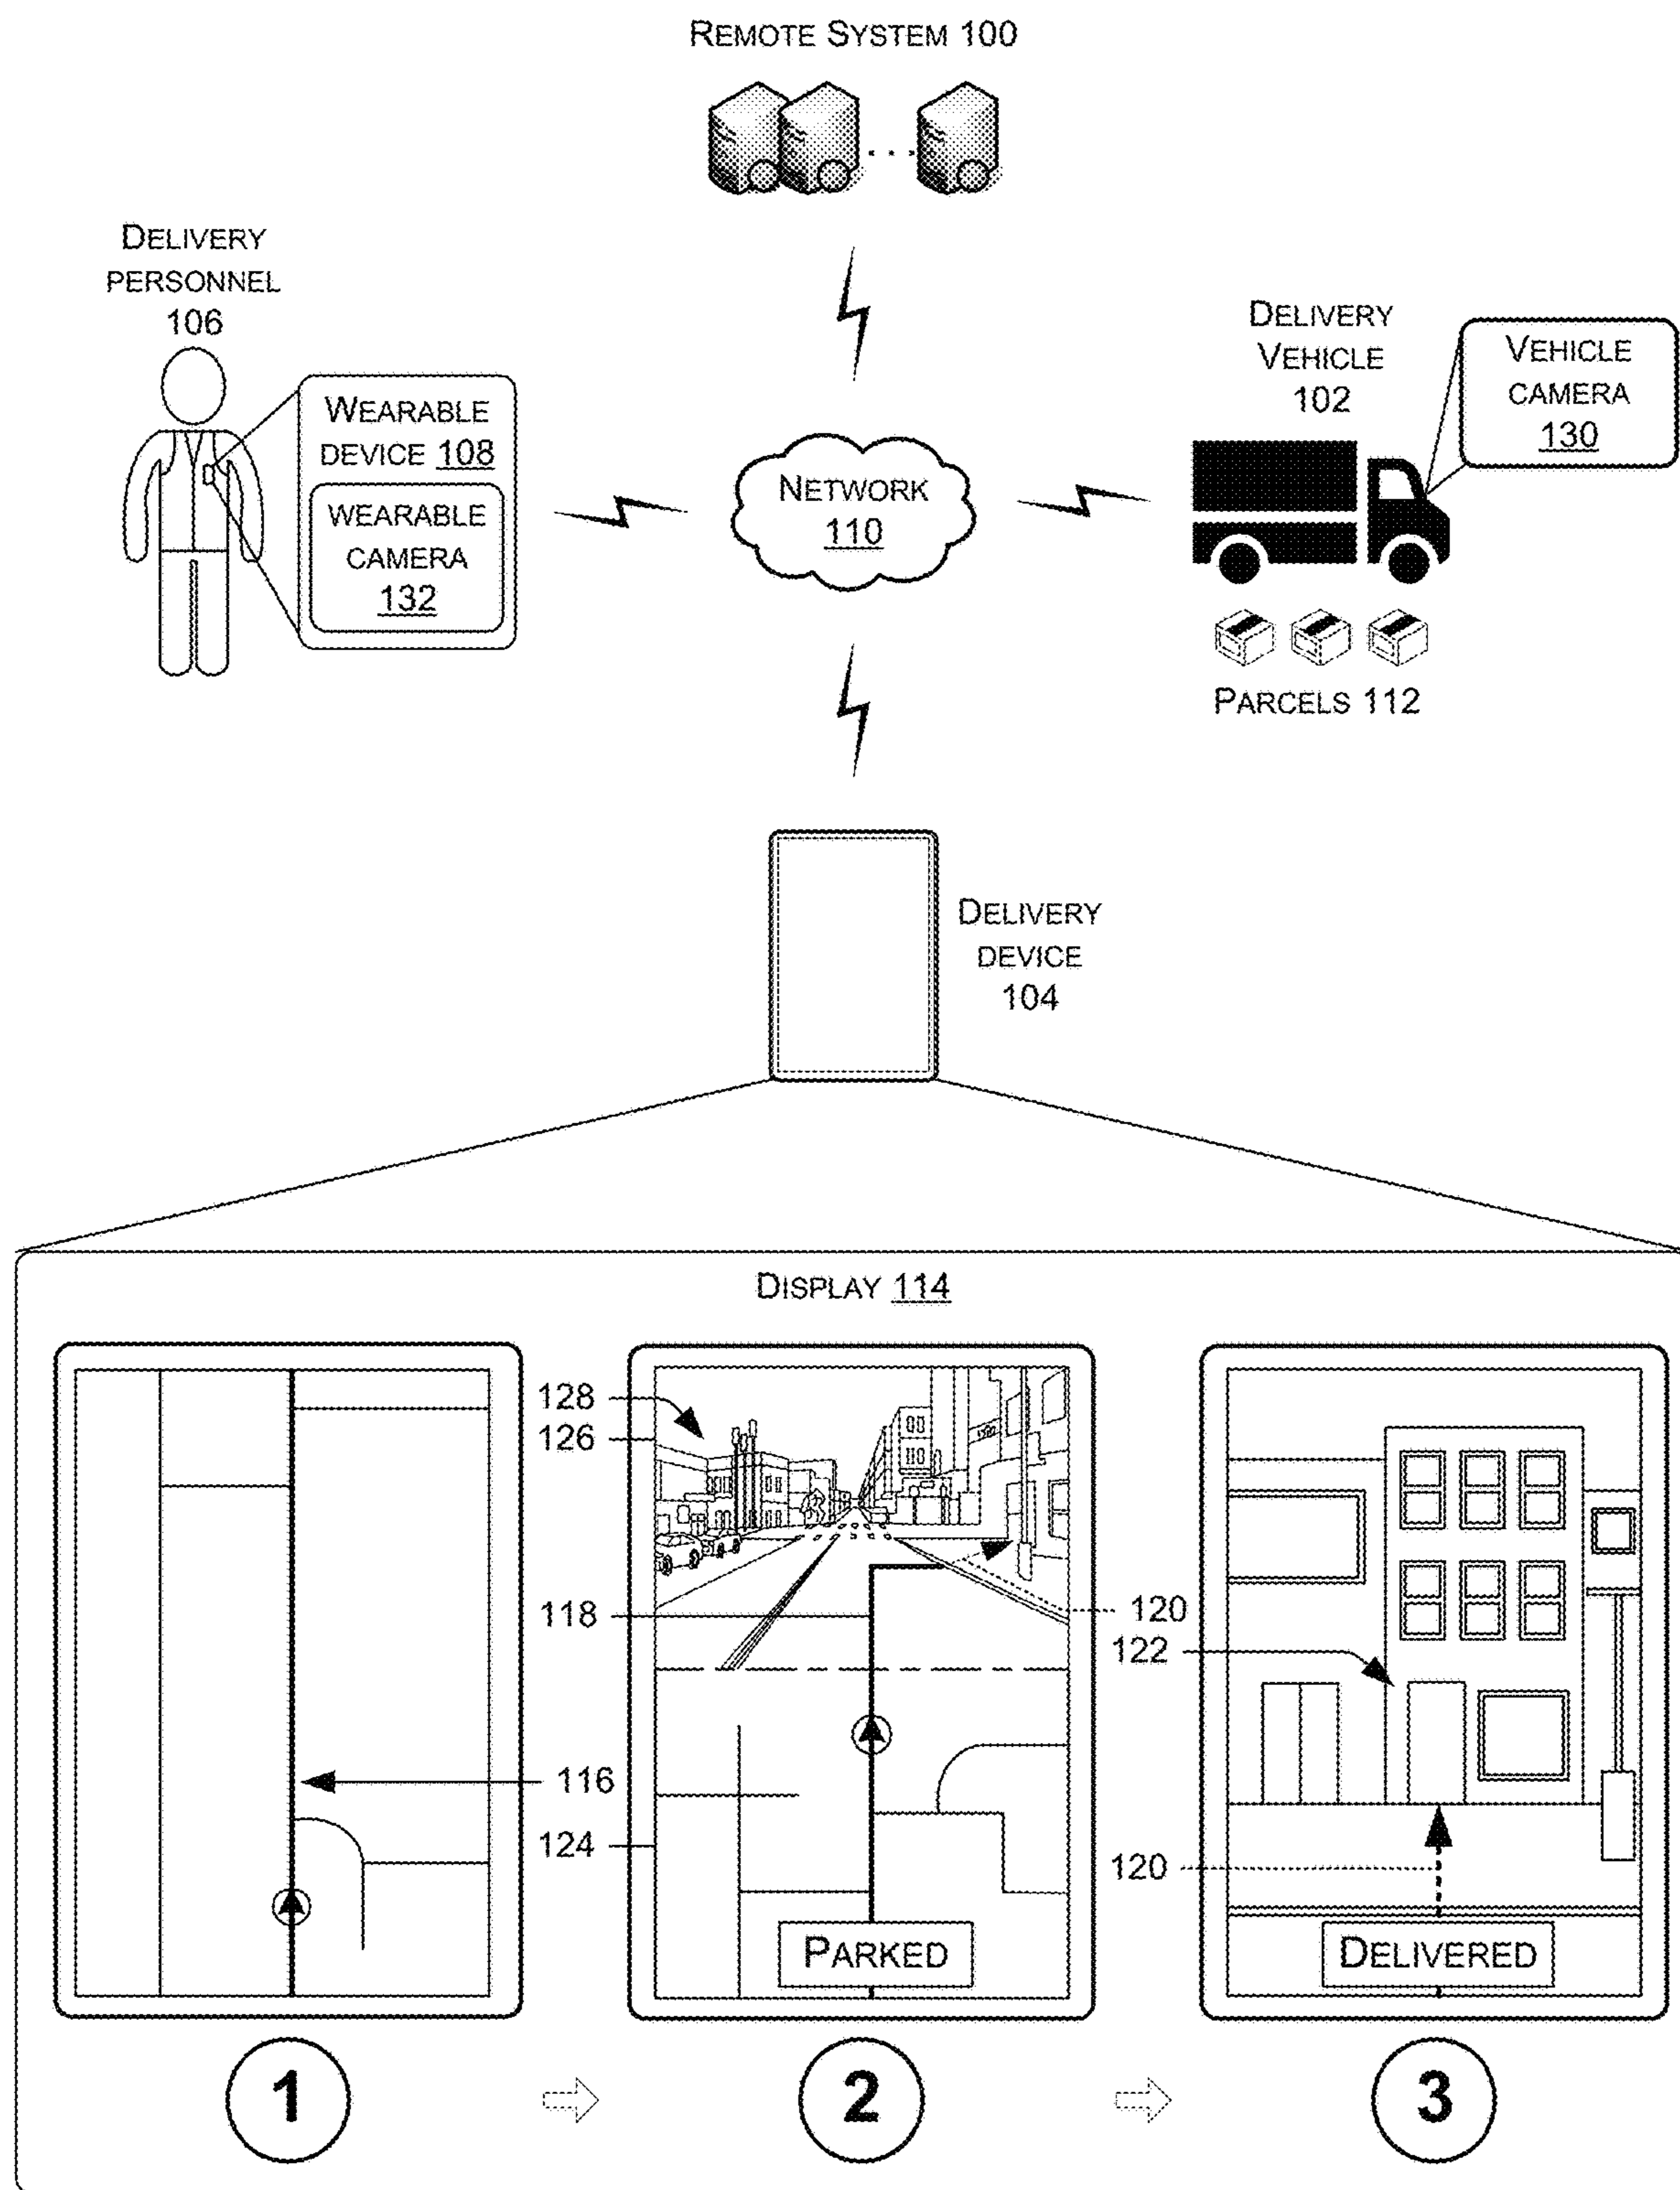 REMOTE SYSTEM 100
DELIVERY
PERSONNEL
106
WEARABLE
DEVICE 108
WEARABLE
CAMERA
132
NETWORK
110
DELIVERY
VEHICLE
102
VEHICLE
CAMERA
130
PARCELS 112
DELIVERY
DEVICE
104
DISPLAY 114
128
126
118
120
122
116
124
120
PARKED
DELIVERED
1
2
3